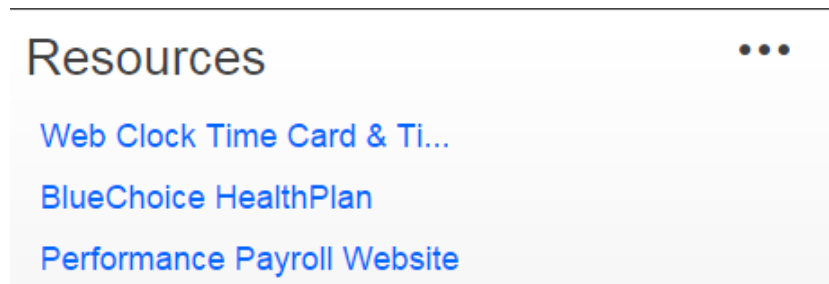 Resources
Web Clock Time Card & Ti...
BlueChoice HealthPlan
Performance Payroll Website